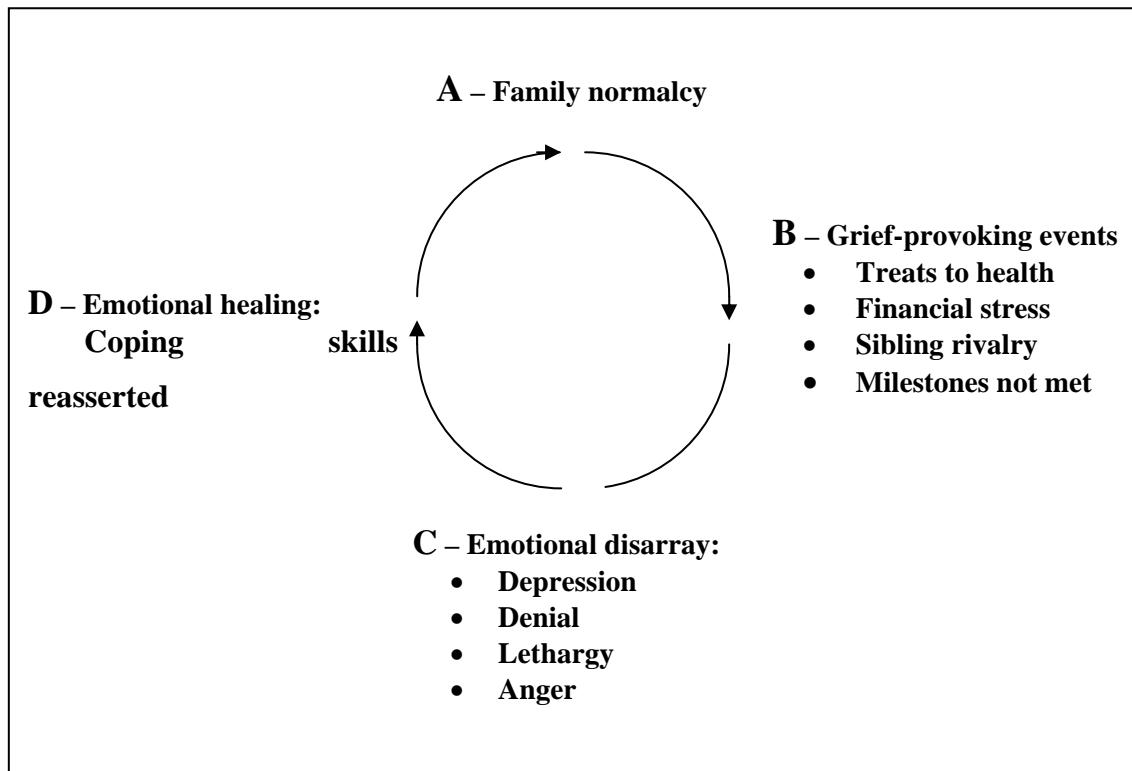 A – Family normalcy
B – Grief-provoking events
• Treats to health
• Financial stress
• Sibling rivalry
• Milestones not met
D – Emotional healing:
Coping skills
reasserted
C – Emotional disarray:
• Depression
• Denial
• Lethargy
• Anger